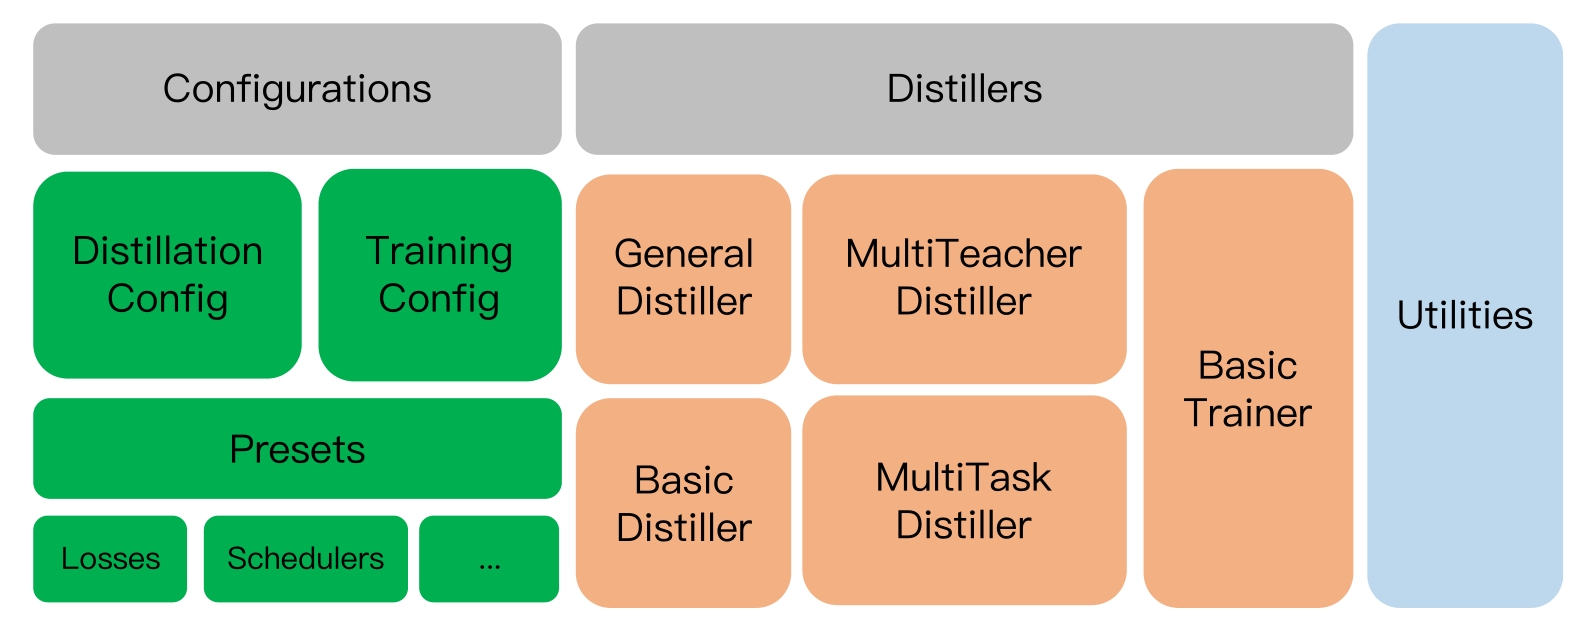 Configurations
Distillers
Utilities
Distillation
Config
Training
Config
General
Distiller
MultiTeacher
Distiller
Basic
Trainer
Presets
Basic
Distiller
MultiTask
Distiller
Losses
Schedulers
...